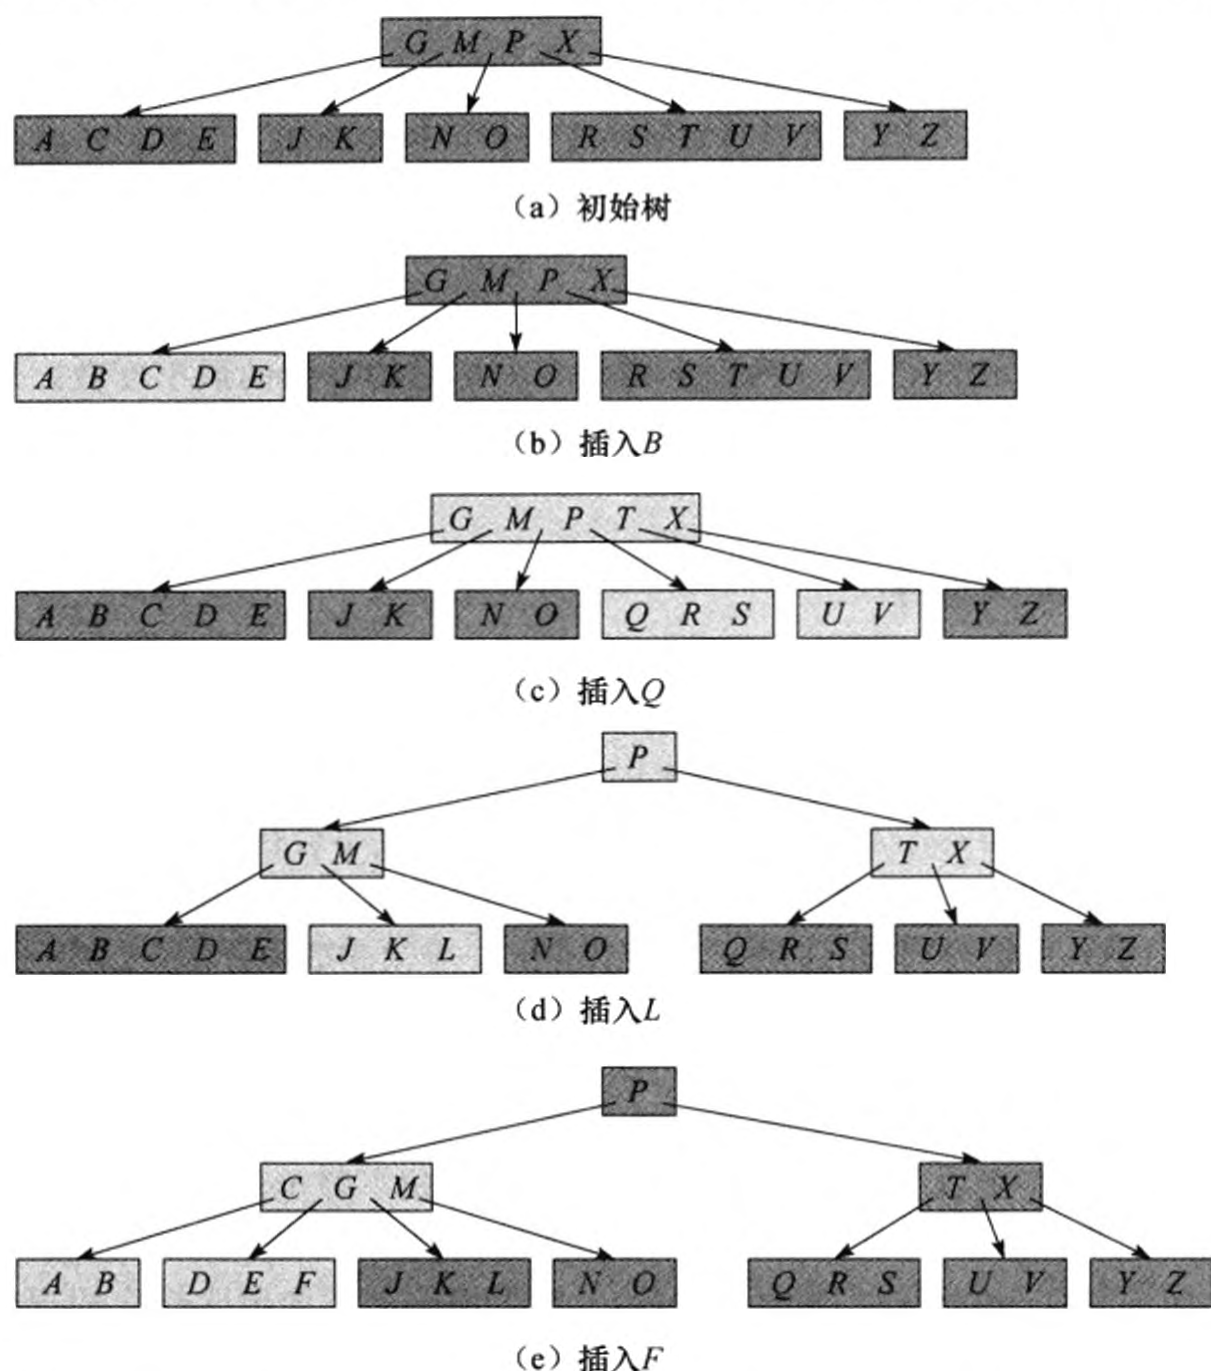 G M P X
A C D E J K N O R S T U V Y Z
（a）初始树
G M P X
A B C D E J K N O R S T U V Y Z
（b）插入B
G M P T X
A B C D E J K N O Q R S U V Y Z
（c）插入Q
P
G M T X
A B C D E J K L N O Q R S U V Y Z
（d）插入L
P
C G M T X
A B D E F J K L N O Q R S U V Y Z
（e）插入F